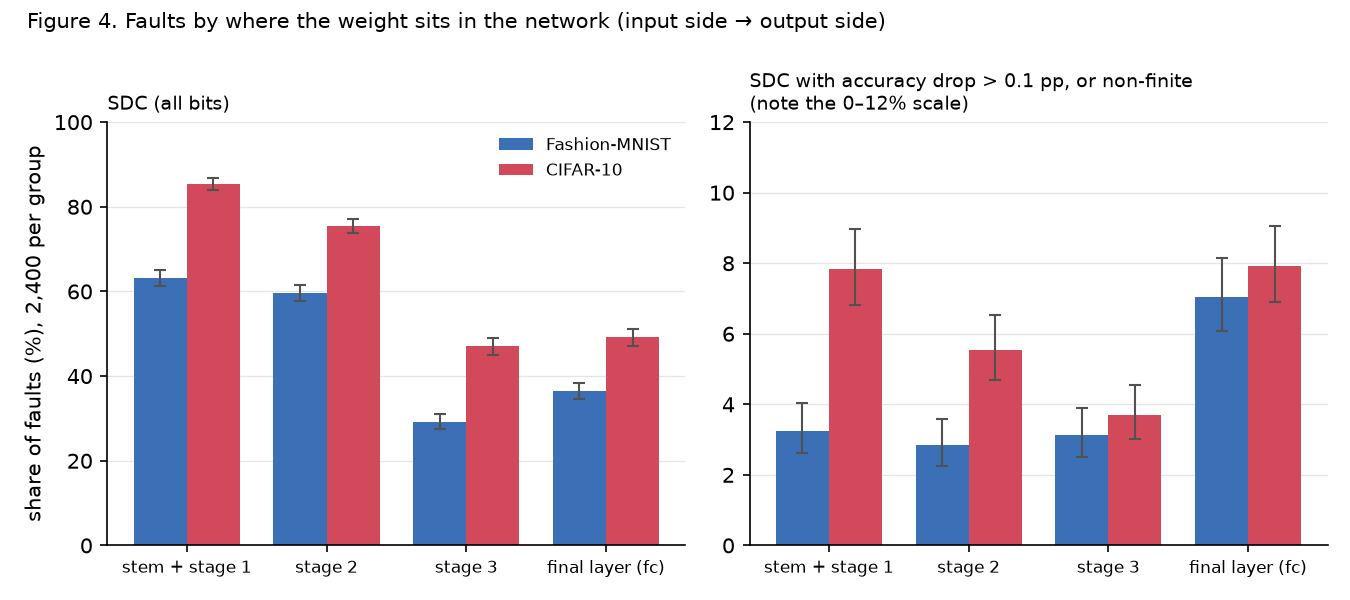 Figure 4. Faults by where the weight sits in the network (input side → output side)
SDC (all bits)
share of faults (%), 2,400 per group
100
80
60
40
20
0
Fashion-MNIST
CIFAR-10
stem + stage 1
stage 2
stage 3
final layer (fc)
SDC with accuracy drop > 0.1 pp, or non-finite
(note the 0–12% scale)
12
10
8
6
4
2
0
stem + stage 1
stage 2
stage 3
final layer (fc)